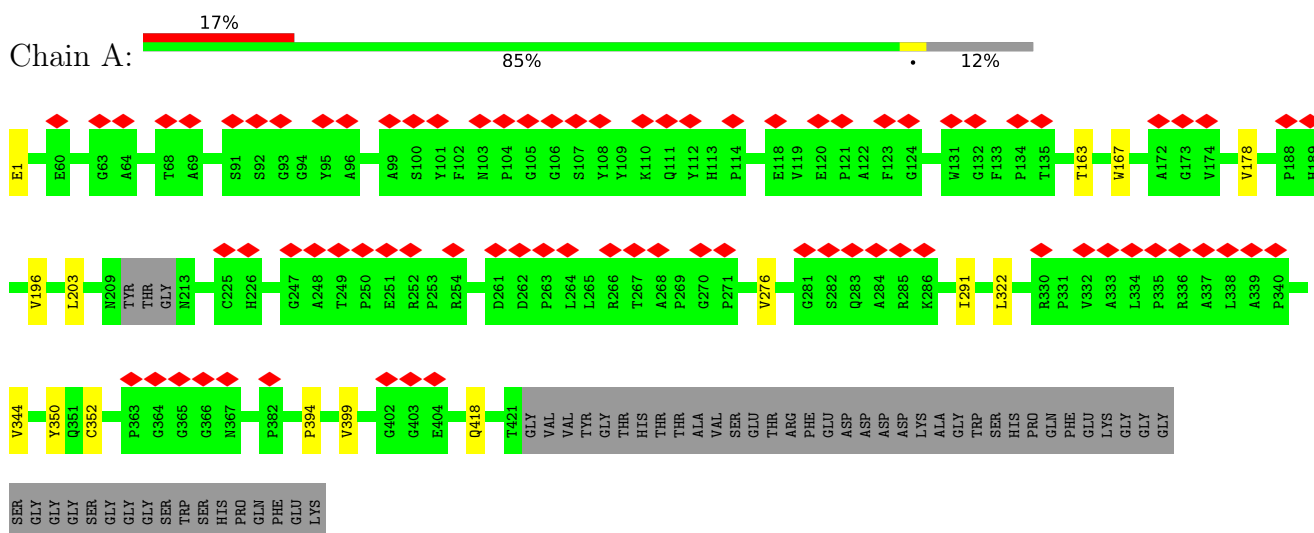 17%
Chain A:
85% • 12%
E1 E60 G63 A64 T68 A69 S91 S92 G93 G94 Y95 A96 A99 S100 Y101 F102 N103 P104 G105 G106 S107 Y108 Y109 K110 Q111 Y112 H113 P114 E118 V119 E120 P121 A122 F123 G124 W131 G132 F133 P134 T135 T163 W167 A172 G173 V174 V178 P188 H189
V196 L203 N209 TYR THR GLY N213 C225 H226 G247 A248 T249 P250 E251 R252 P253 R254 D261 D262 P263 L264 L265 R266 T267 A268 P269 G270 P271 V276 G281 S282 Q283 A284 R285 K286 I291 L322 R330 P331 V332 A333 L334 P335 R336 A337 L338 A339 P340
V344 Y350 Q351 C352 P363 G364 G365 G366 N367 P382 P394 V399 G402 G403 E404 Q418 T421 GLY VAL VAL TYR GLY THR HIS THR THR ALA VAL SER GLU THR ARG PHE GLU ASP ASP ASP ASP LYS ALA GLY TRP SER HIS PRO GLN PHE GLU LYS GLY GLY GLY
SER GLY GLY GLY SER GLY GLY GLY SER TRP SER HIS PRO GLN PHE GLU LYS